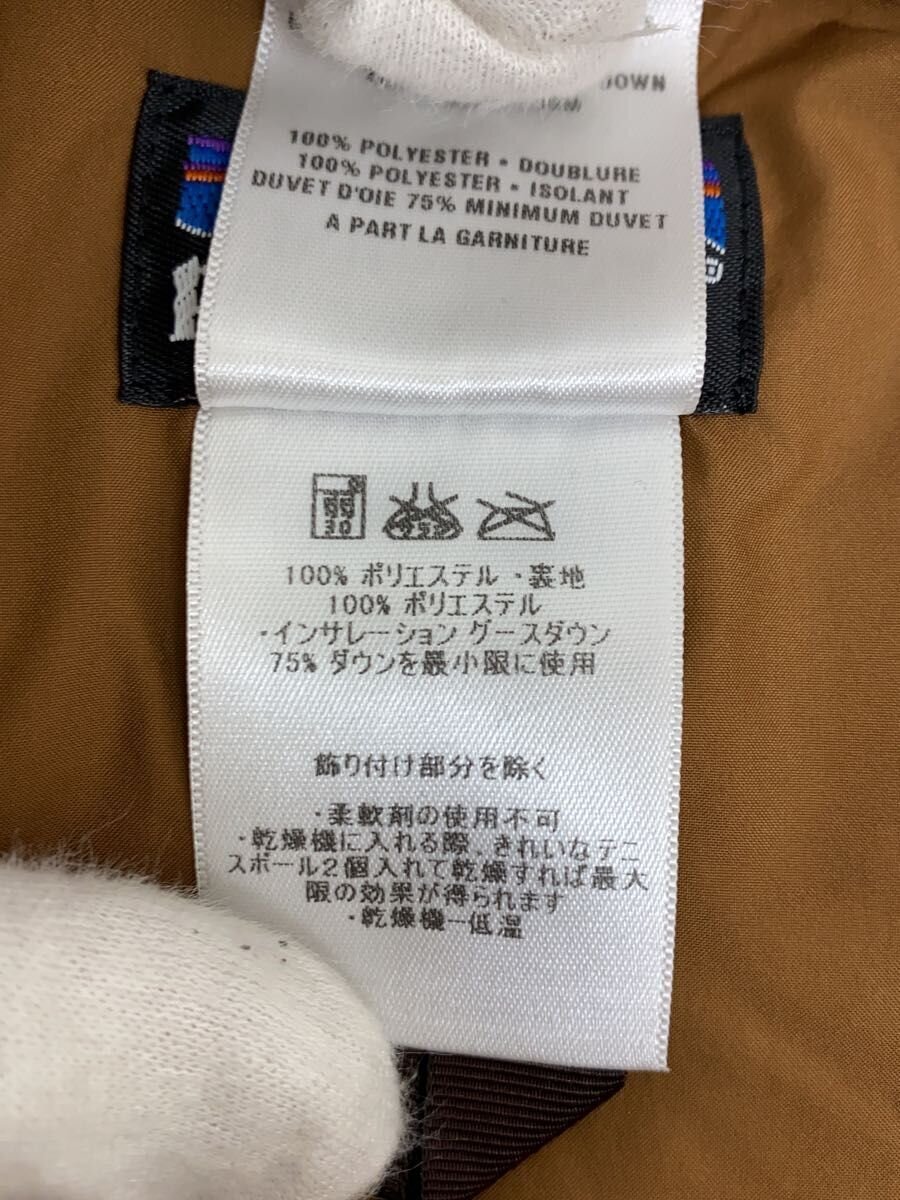 DOWN
100% POLYESTER • DOUBLURE
100% POLYESTER • ISOLANT
DUVET D'OIE 75% MINIMUM DUVET
A PART LA GARNITURE
30
100% ポリエステル ・裏地
100% ポリエステル
・インサレーション グースダウン
75% ダウンを最小限に使用
飾り付け部分を除く
・柔軟剤の使用不可
・乾燥機に入れる際、きれいなテニ
スボール2個入れて乾燥すれば最大
限の効果が得られます
・乾燥機ー低温